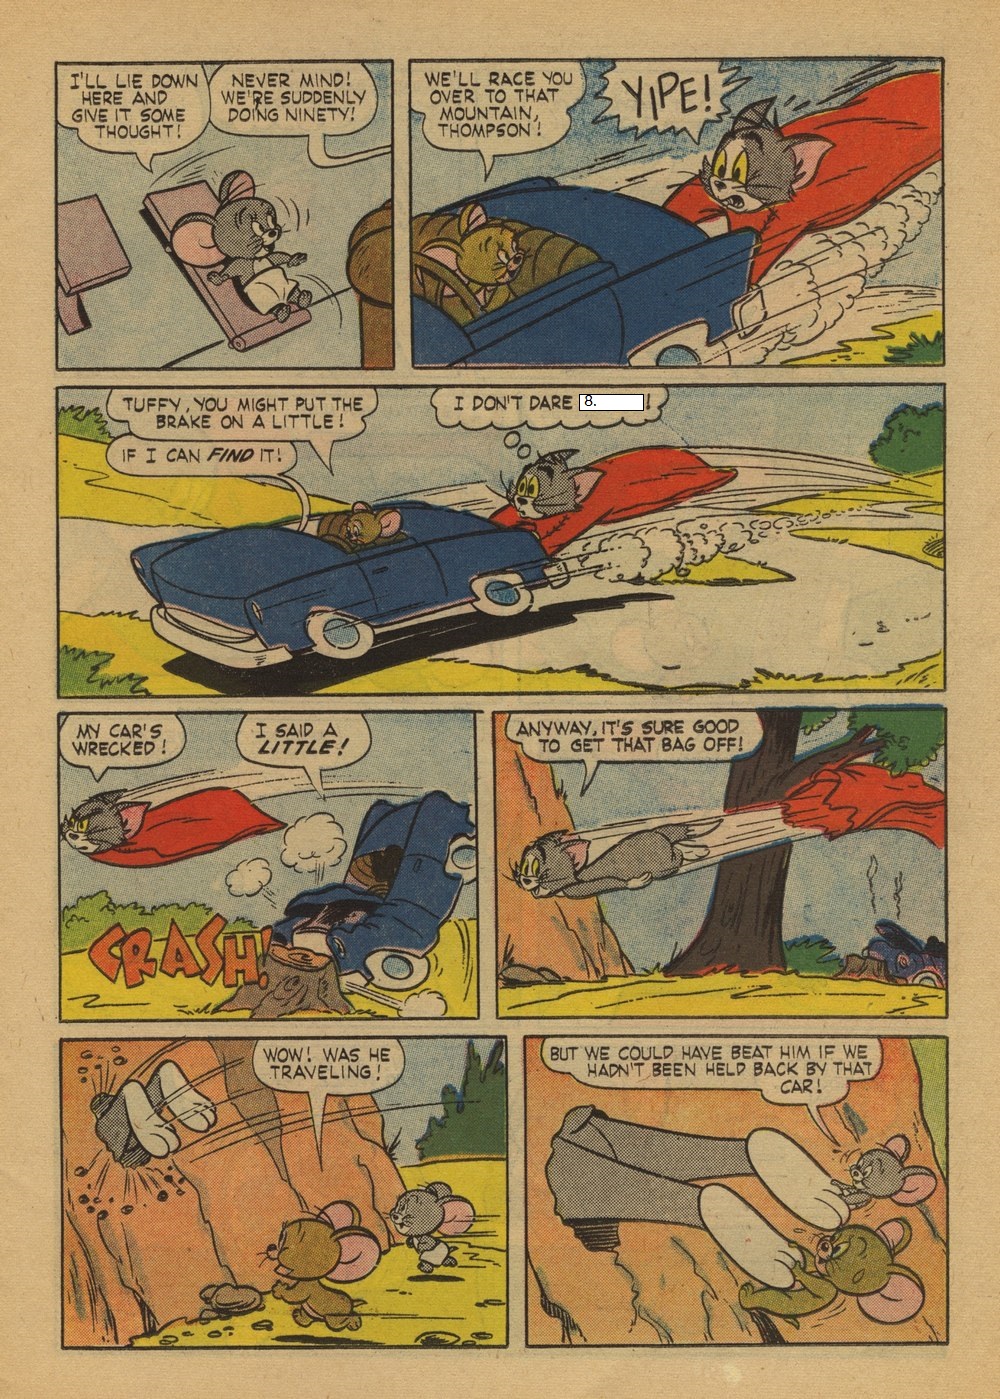 I'LL LIE DOWN
HERE AND
GIVE IT SOME
THOUGHT!
NEVER MIND!
WE'RE SUDDENLY
DOING NINETY!
WE'LL RACE YOU
OVER TO THAT
MOUNTAIN,
THOMPSON!
YIPE!
TUFFY, YOU MIGHT PUT THE
BRAKE ON A LITTLE!
IF I CAN FIND IT!
I DON'T DARE 8. !
MY CAR'S
WRECKED!
I SAID A
LITTLE!
CRASH!
ANYWAY, IT'S SURE GOOD
TO GET THAT BAG OFF!
WOW! WAS HE
TRAVELING!
BUT WE COULD HAVE BEAT HIM IF WE
HADN'T BEEN HELD BACK BY THAT
CAR!